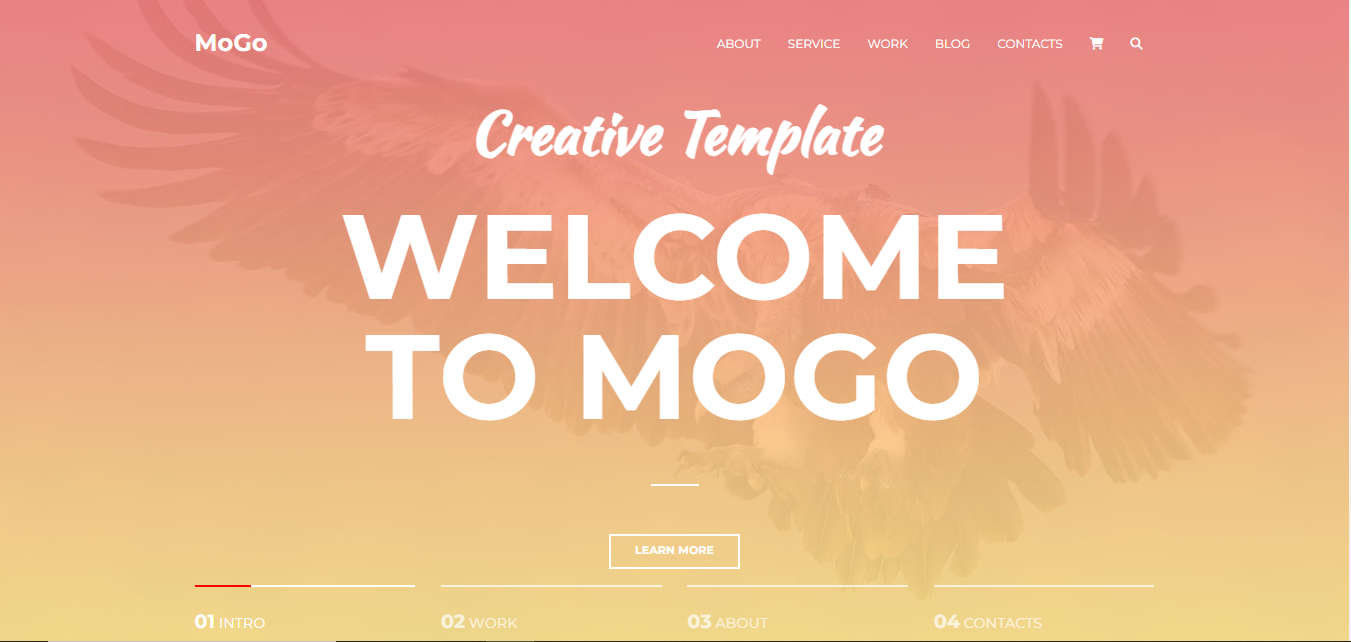 MoGo
ABOUT SERVICE WORK BLOG CONTACTS
Creative Template
WELCOME
TO MOGO
LEARN MORE
01 INTRO 02 WORK 03 ABOUT 04 CONTACTS